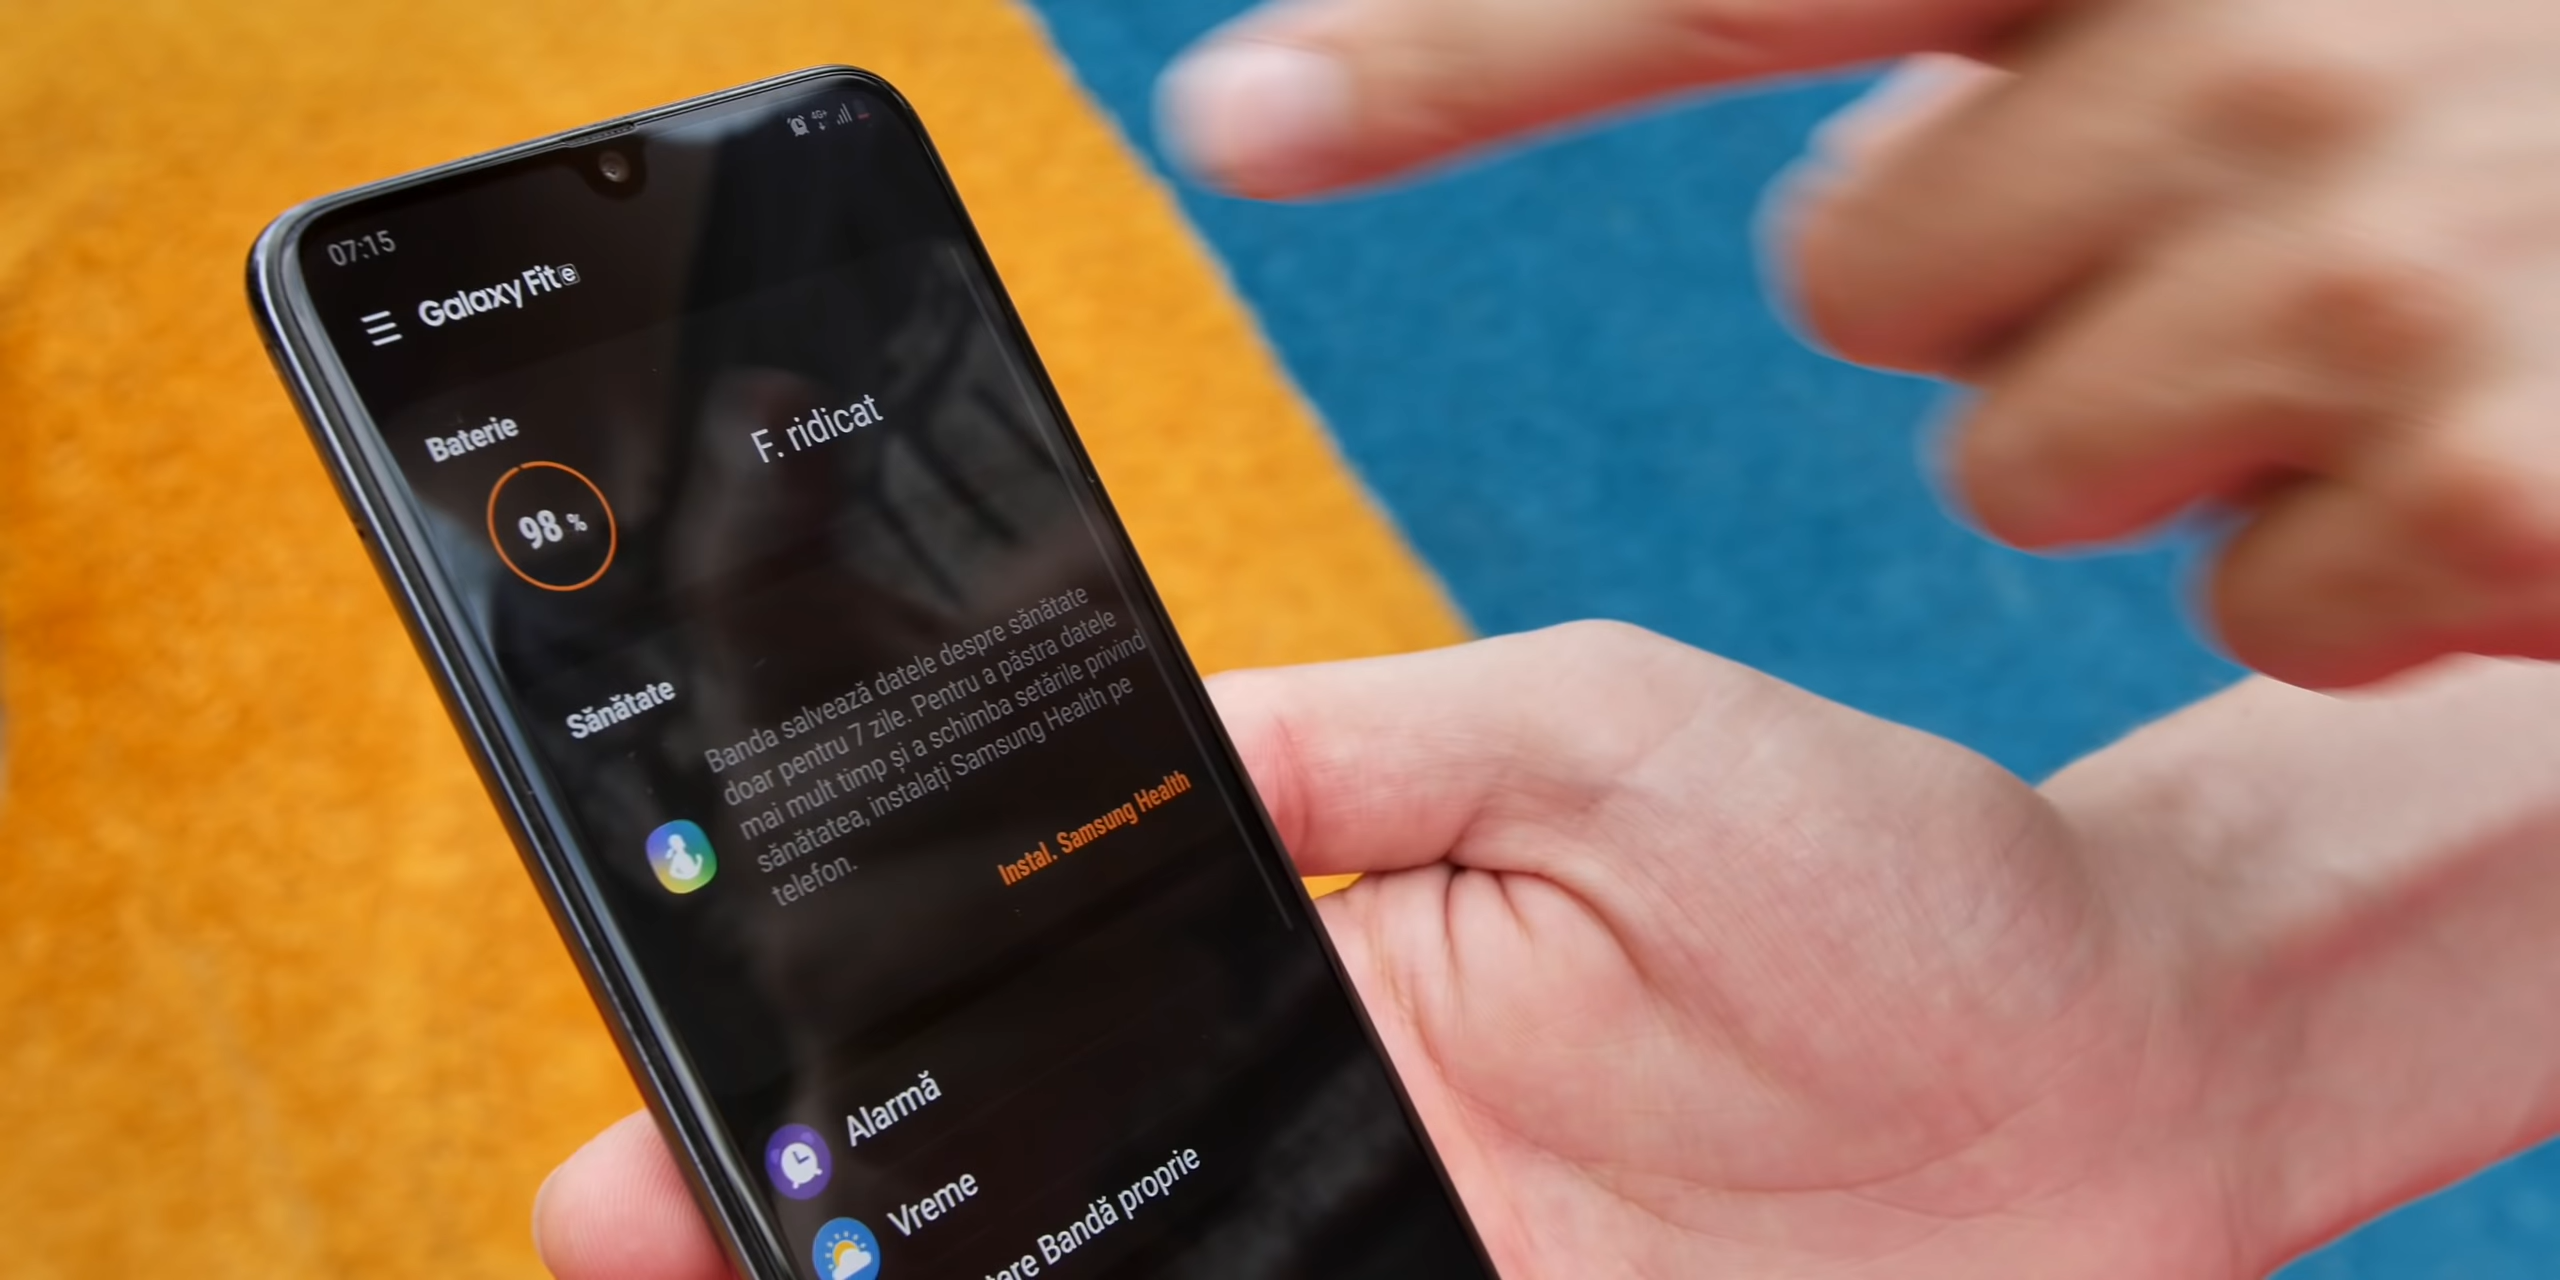 4G+
07:15
Galaxy Fit e
Baterie
F. ridicat
98 %
Sănătate
Banda salvează datele despre sănătate
doar pentru 7 zile. Pentru a păstra datele
mai mult timp și a schimba setările privind
sănătatea, instalați Samsung Health pe
telefon.
Instal. Samsung Health
Alarmă
Vreme
Bandă proprie